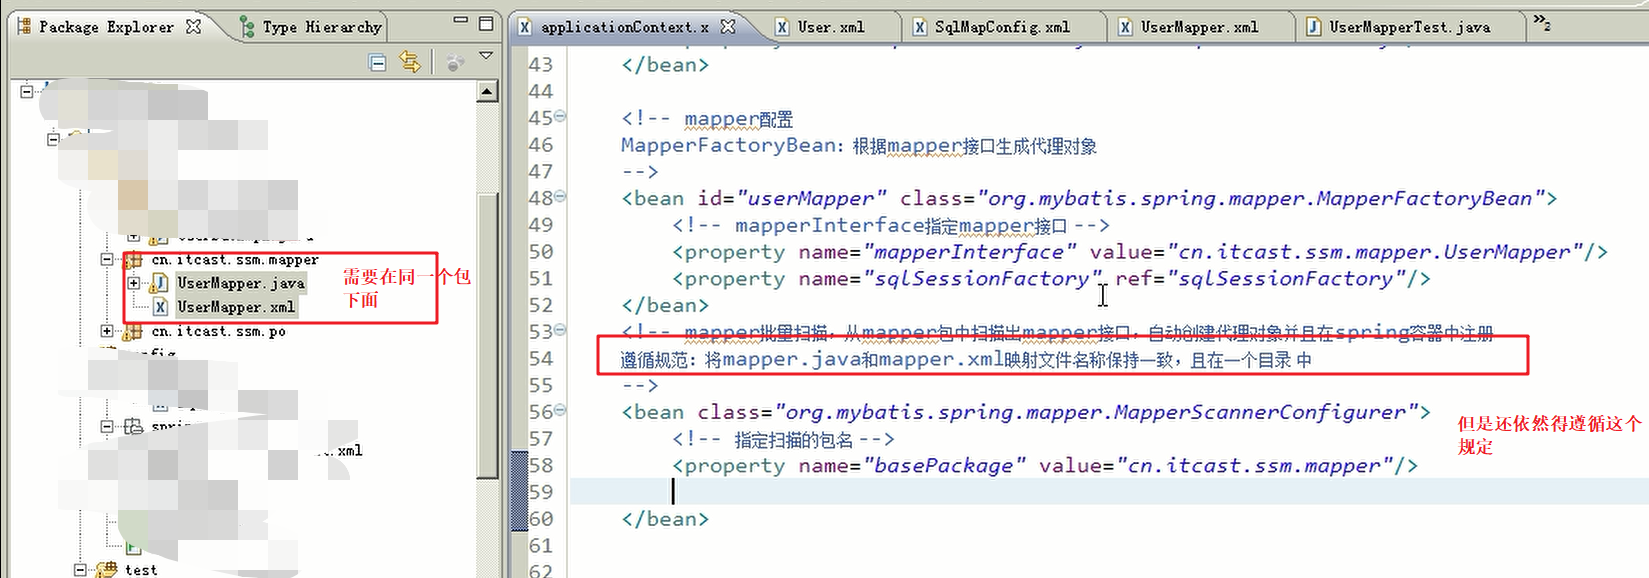 Package Explorer
Type Hierarchy
applicationContext.x
User.xml
SqlMapConfig.xml
UserMapper.xml
UserMapperTest.java
»2
cn.itcast.ssm.mapper
UserMapper.java
UserMapper.xml
cn.itcast.ssm.po
需要在同一个包
下面
test
43 </bean>
44
45 <!-- mapper配置
46 MapperFactoryBean：根据mapper接口生成代理对象
47 -->
48 <bean id="userMapper" class="org.mybatis.spring.mapper.MapperFactoryBean">
49 <!-- mapperInterface指定mapper接口 -->
50 <property name="mapperInterface" value="cn.itcast.ssm.mapper.UserMapper"/>
51 <property name="sqlSessionFactory" ref="sqlSessionFactory"/>
52 </bean>
53 <!-- mapper批量扫描，从mapper包中扫描出mapper接口，自动创建代理对象并且在spring容器中注册
54 遵循规范：将mapper.java和mapper.xml映射文件名称保持一致，且在一个目录 中
55 -->
56 <bean class="org.mybatis.spring.mapper.MapperScannerConfigurer">
57 <!-- 指定扫描的包名 -->
58 <property name="basePackage" value="cn.itcast.ssm.mapper"/>
59
60 </bean>
61
62
但是还依然得遵循这个
规定